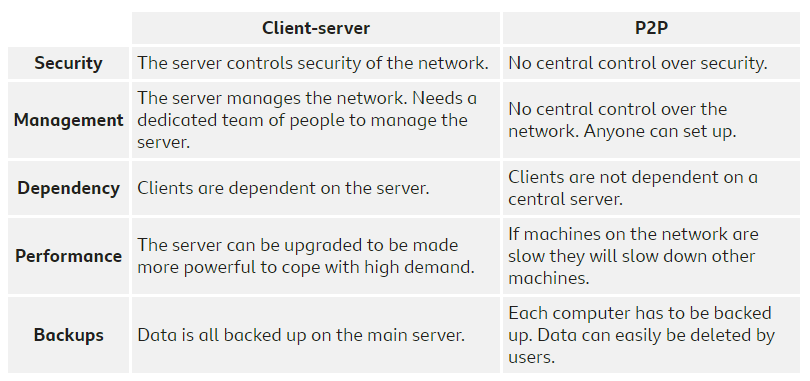 Client-server P2P
Security The server controls security of the network. No central control over security.
Management The server manages the network. Needs a
dedicated team of people to manage the
server. No central control over the
network. Anyone can set up.
Dependency Clients are dependent on the server. Clients are not dependent on a
central server.
Performance The server can be upgraded to be made
more powerful to cope with high demand. If machines on the network are
slow they will slow down other
machines.
Backups Data is all backed up on the main server. Each computer has to be backed
up. Data can easily be deleted by
users.